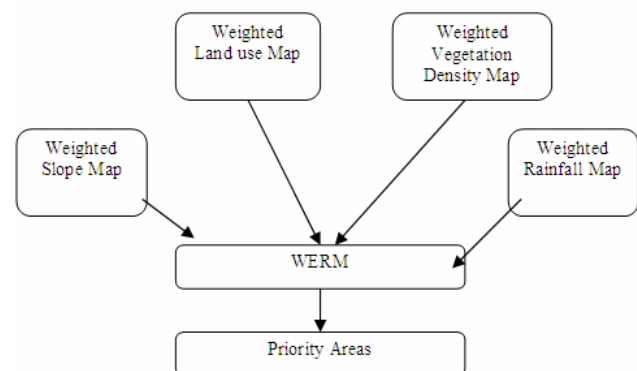 Weighted
Land use Map
Weighted
Vegetation
Density Map
Weighted
Slope Map
Weighted
Rainfall Map
WERM
Priority Areas